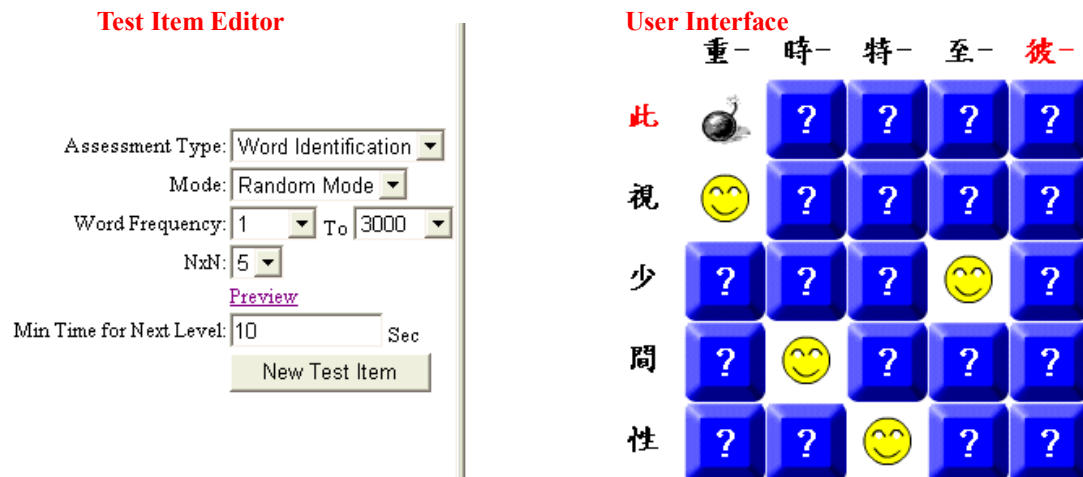 Test Item Editor
Assessment Type: Word Identification
Mode: Random Mode
Word Frequency: 1 To 3000
NxN: 5
Preview
Min Time for Next Level: 10 Sec
New Test Item
User Interface
重－ 時－ 特－ 至－ 彼－
此 ? ? ? ?
視 ? ? ? ?
少 ? ? ? ?
間 ? ? ? ?
性 ? ? ? ?